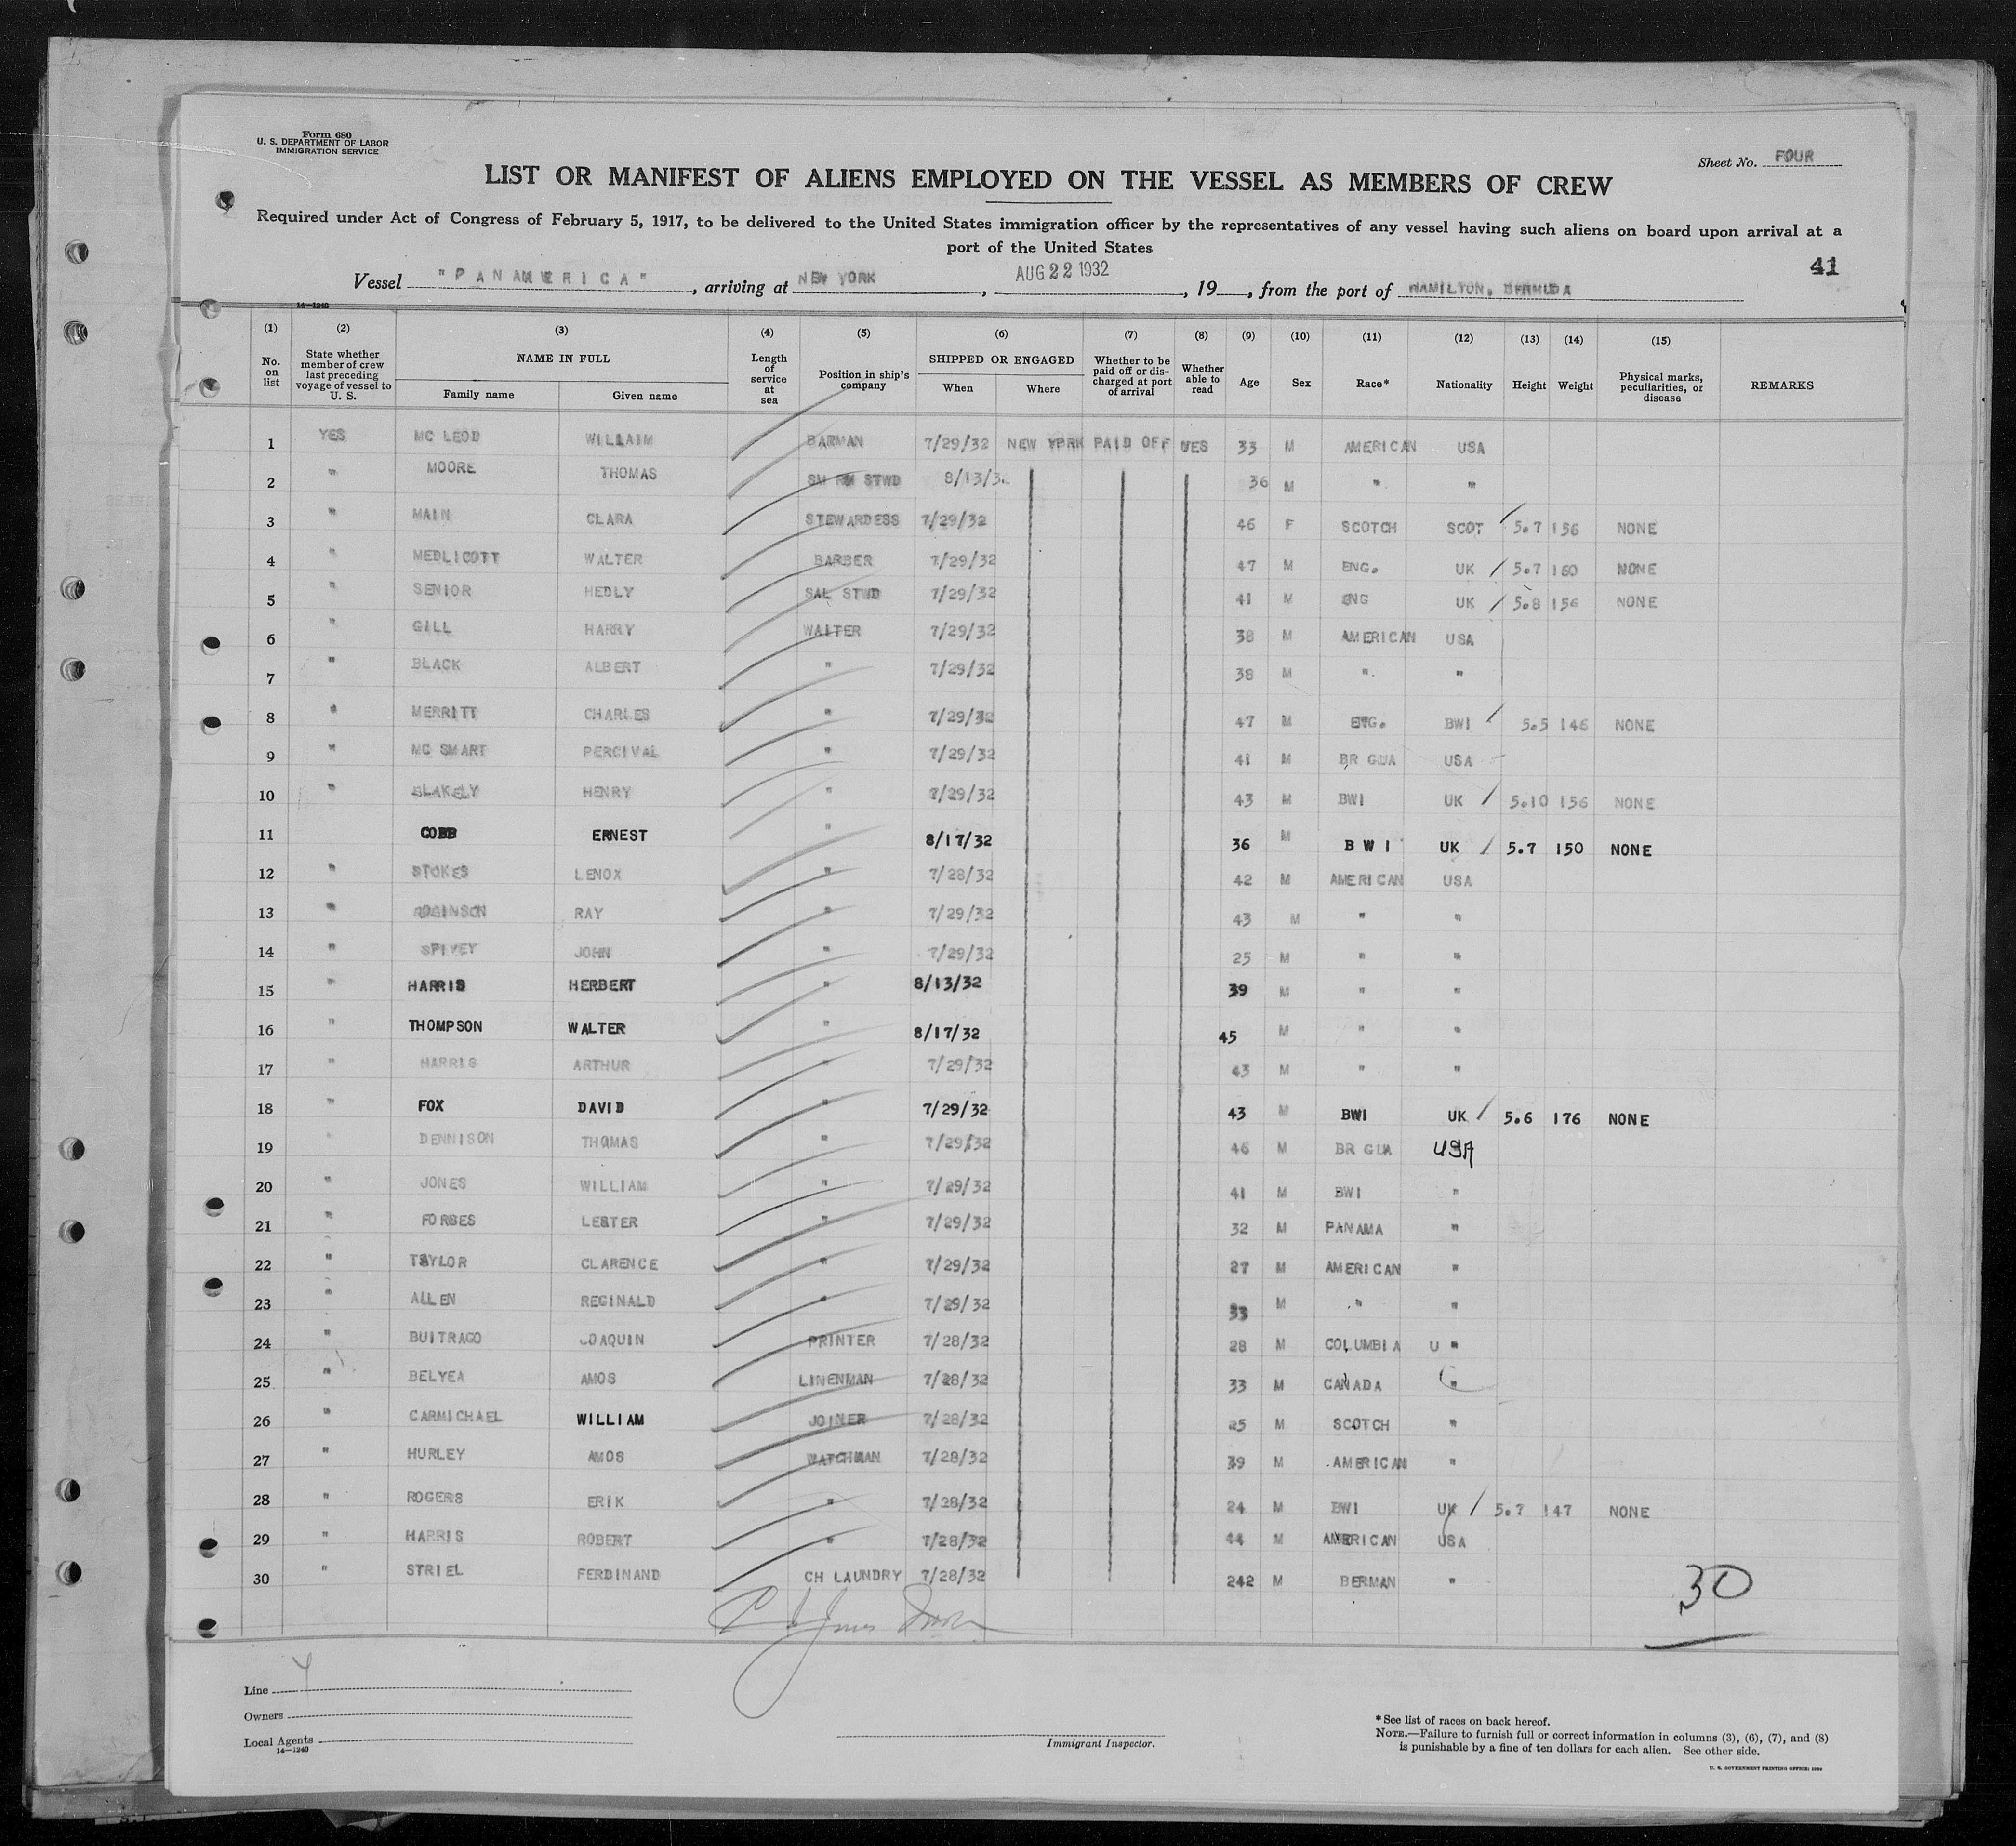 Form 680
U. S. DEPARTMENT OF LABOR
IMMIGRATION SERVICE
Sheet No. FOUR
LIST OR MANIFEST OF ALIENS EMPLOYED ON THE VESSEL AS MEMBERS OF CREW
Required under Act of Congress of February 5, 1917, to be delivered to the United States immigration officer by the representatives of any vessel having such aliens on board upon arrival at a
port of the United States
41
Vessel "PANAMERICA", arriving at NEW YORK, AUG 22 1932, 19, from the port of HAMILTON, BERMUDA
14—1240
(1) (2) (3) (4) (5) (6) (7) (8) (9) (10) (11) (12) (13) (14) (15)
No. on list
State whether member of crew last preceding voyage of vessel to U. S.
NAME IN FULL
Family name Given name
Length of service at sea
Position in ship's company
SHIPPED OR ENGAGED
When Where
Whether to be paid off or discharged at port of arrival
Whether able to read
Age Sex Race* Nationality Height Weight
Physical marks, peculiarities, or disease
REMARKS
1 YES MC LEOD WILLAIM BARMAN 7/29/32 NEW YPRK PAID OFF YES 33 M AMERICAN USA
2 " MOORE THOMAS SM RM STWD 8/13/32 36 M " "
3 " MAIN CLARA STEWARDESS 7/29/32 46 F SCOTCH SCOT 5.7 156 NONE
4 " MEDLICOTT WALTER BARBER 7/29/32 47 M ENG. UK 5.7 160 NONE
5 " SENIOR HEDLY SAL STWD 7/29/32 41 M ENG UK 5.8 156 NONE
6 " GILL HARRY WAITER 7/29/32 38 M AMERICAN USA
7 " BLACK ALBERT " 7/29/32 38 M " "
8 " MERRITT CHARLES " 7/29/32 47 M ENG. BWI 5.5 146 NONE
9 " MC SMART PERCIVAL " 7/29/32 41 M BR GUA USA
10 " BLAKELY HENRY " 7/29/32 43 M BWI UK 5.10 156 NONE
11 COBB ERNEST " 8/17/32 36 M B W I UK 5.7 150 NONE
12 " STOKES LENOX " 7/28/32 42 M AMERICAN USA
13 " ROBINSON RAY " 7/29/32 43 M " "
14 " SPIVEY JOHN " 7/29/32 25 M " "
15 " HARRIS HERBERT " 8/13/32 39 M " "
16 " THOMPSON WALTER " 8/17/32 45 M " "
17 " HARRIS ARTHUR " 7/29/32 43 M " "
18 " FOX DAVID " 7/29/32 43 M BWI UK 5.6 176 NONE
19 " DENNISON THOMAS " 7/29/32 46 M BR GUA USA
20 " JONES WILLIAM " 7/29/32 41 M BWI "
21 " FORBES LESTER " 7/29/32 32 M PANAMA "
22 " TAYLOR CLARENCE " 7/29/32 27 M AMERICAN "
23 " ALLEN REGINALD " 7/29/32 33 M " "
24 " BUITRAGO JOAQUIN PRINTER 7/28/32 28 M COLUMBIA U "
25 " BELYEA AMOS LINENMAN 7/28/32 33 M CANADA "
26 " CARMICHAEL WILLIAM JOINER 7/28/32 25 M SCOTCH "
27 " HURLEY AMOS WATCHMAN 7/28/32 39 M AMERICAN "
28 " ROGERS ERIK " 7/28/32 24 M BWI UK 5.7 147 NONE
29 " HARRIS ROBERT " 7/28/32 44 M AMERICAN USA
30 " STRIEL FERDINAND CH LAUNDRY 7/28/32 242 M BERMAN "
30
Line
Owners
Local Agents
14—1240
Immigrant Inspector.
*See list of races on back hereof.
NOTE.—Failure to furnish full or correct information in columns (3), (6), (7), and (8)
is punishable by a fine of ten dollars for each alien. See other side.